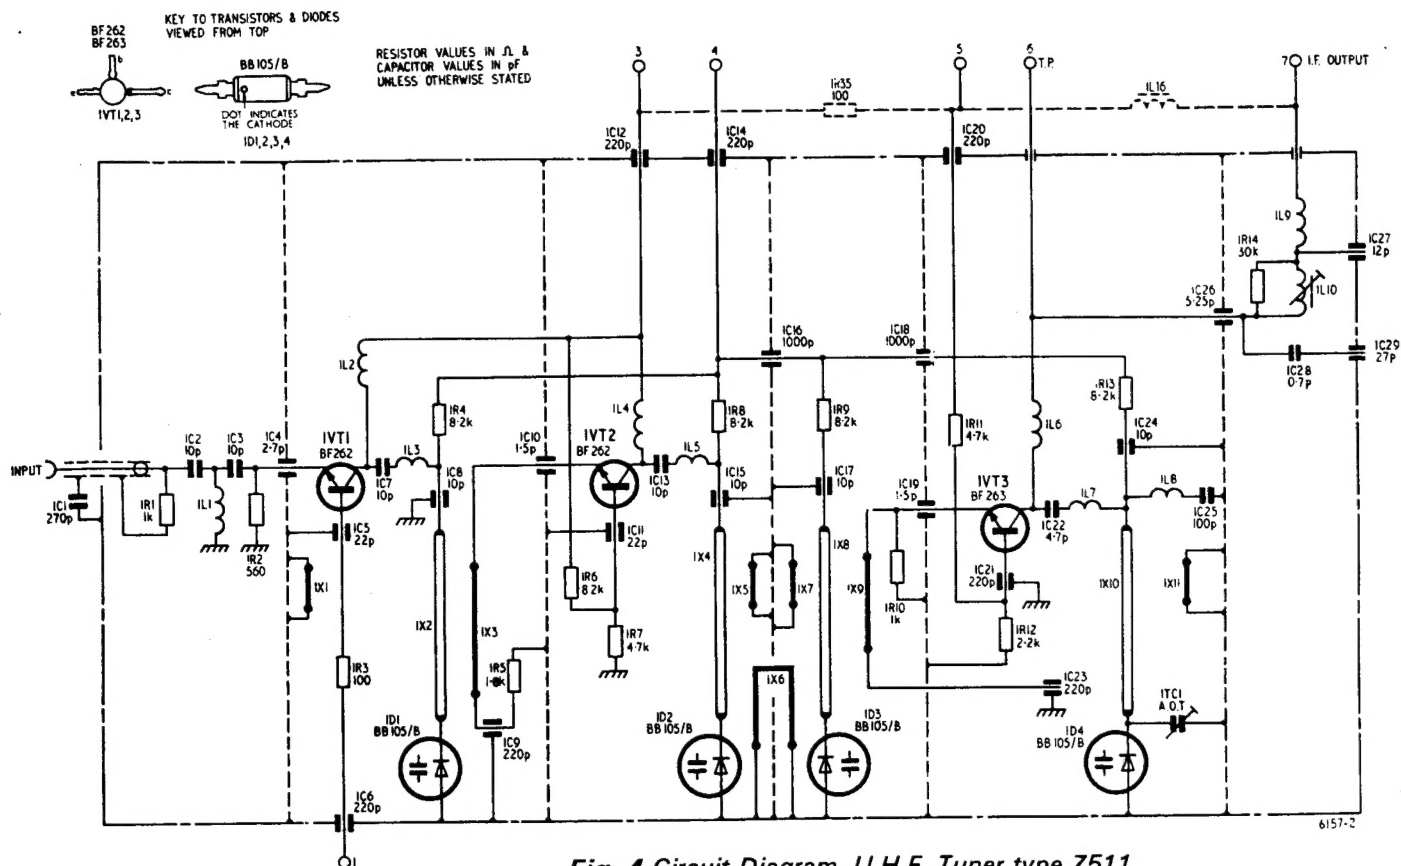 KEY TO TRANSISTORS & DIODES
VIEWED FROM TOP
BF262
BF263
b
e
c
1VT1,2,3
BB105/B
DOT INDICATES
THE CATHODE
1D1,2,3,4
RESISTOR VALUES IN Ω &
CAPACITOR VALUES IN pF
UNLESS OTHERWISE STATED
3
4
5
6
T.P.
7
I.F. OUTPUT
1R35
100
1L16
1C12
220p
1C14
220p
1C20
220p
1L9
1R14
30k
1C27
12p
1L10
1C26
5·25p
1C29
27p
1C28
0·7p
1L2
1C16
1000p
1C18
1000p
1R13
8·2k
1R4
8·2k
1L4
1R8
8·2k
1R9
8·2k
1R11
4·7k
1L6
1C24
10p
INPUT
1C2
10p
1C3
10p
1C4
2·7p
1VT1
BF262
1C7
10p
1L3
1C8
10p
1C10
1·5p
1VT2
BF262
1C13
10p
1L5
1C15
10p
1C17
10p
1C19
1·5p
1VT3
BF263
1C22
4·7p
1L7
1L8
1C25
100p
1C1
270p
1R1
1k
1L1
1R2
560
1C5
22p
1C11
22p
1C21
220p
1X1
1X2
1X3
1R6
8·2k
1R7
4·7k
1X4
1X5
1X7
1X8
1X9
1R10
1k
1R12
2·2k
1X10
1X11
1R3
100
1R5
1X6
1C23
220p
1TC1
A.O.T.
1D1
BB105/B
1C9
220p
1D2
BB105/B
1D3
BB105/B
1D4
BB105/B
1C6
220p
1
6157-2
Fig. 4 Circuit Diagram, U.H.F. Tuner type Z511